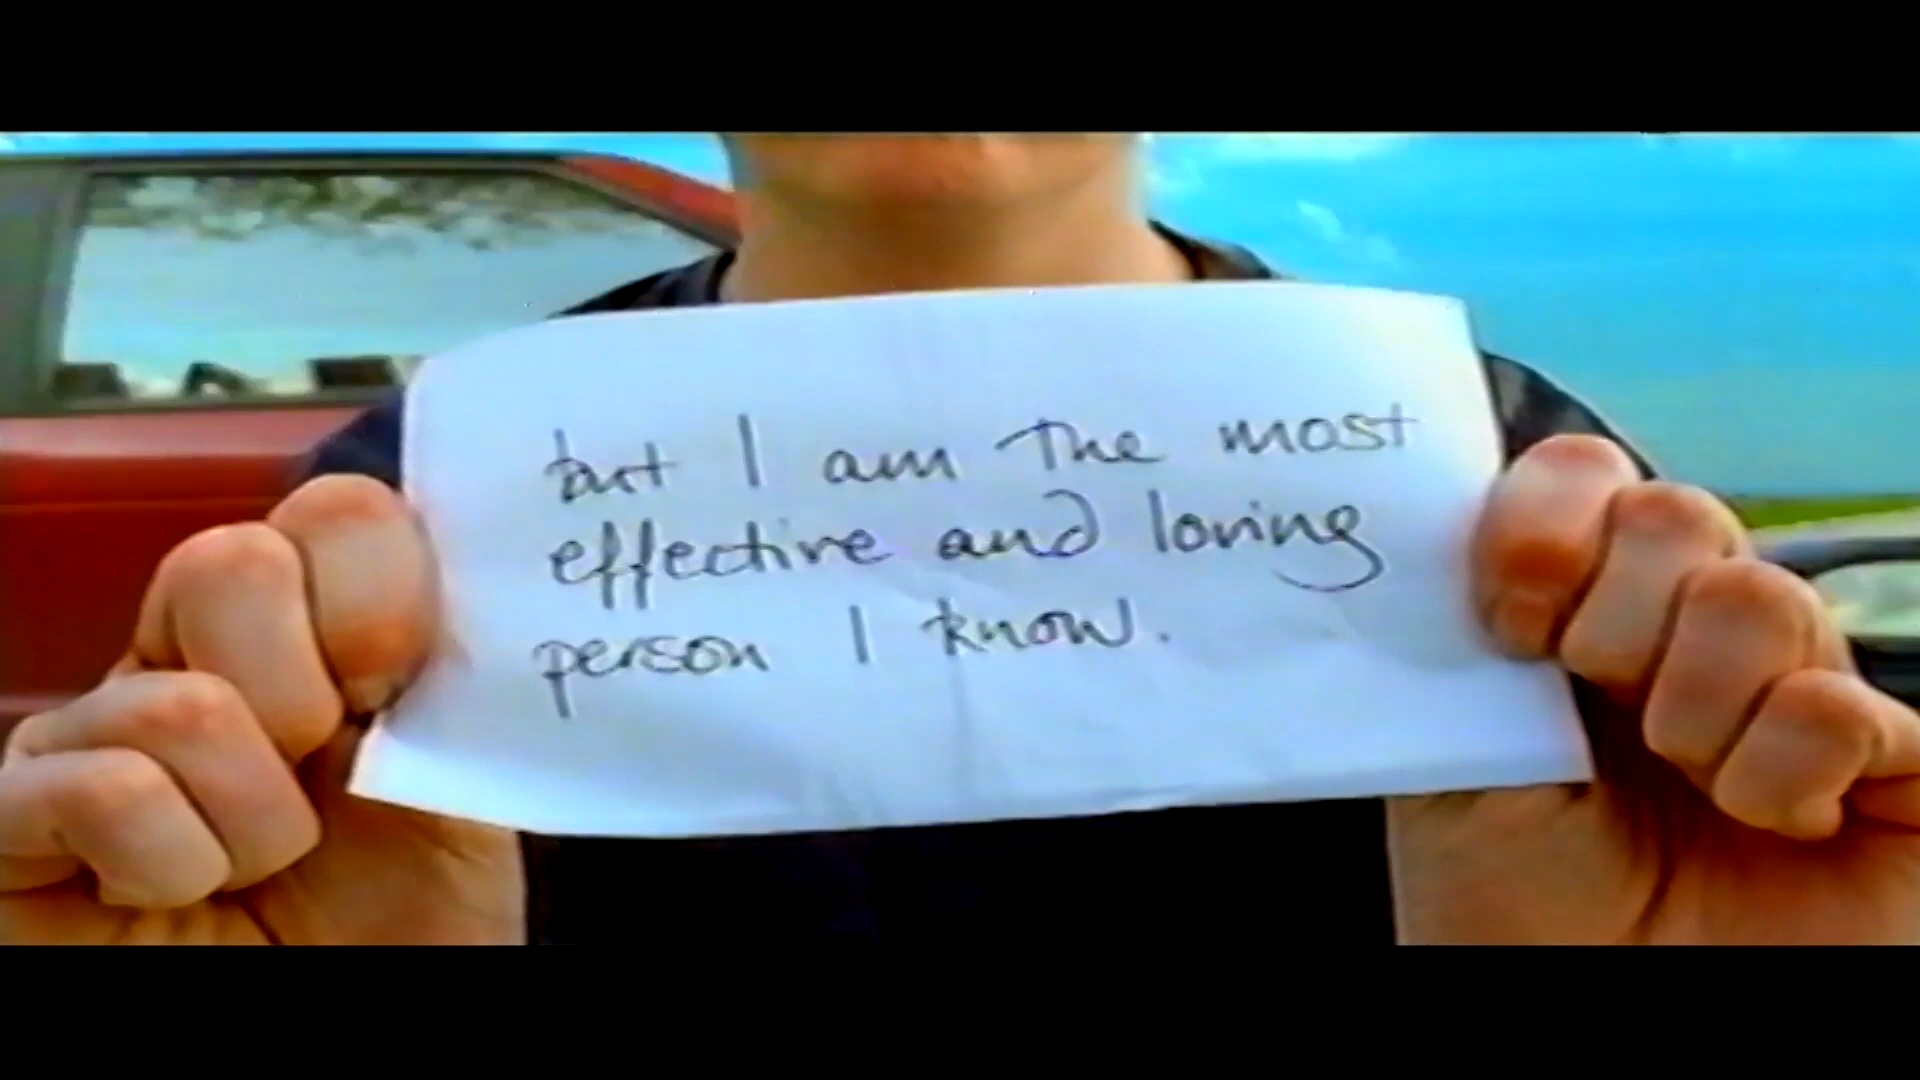 but I am the most
effective and loving
person I know.